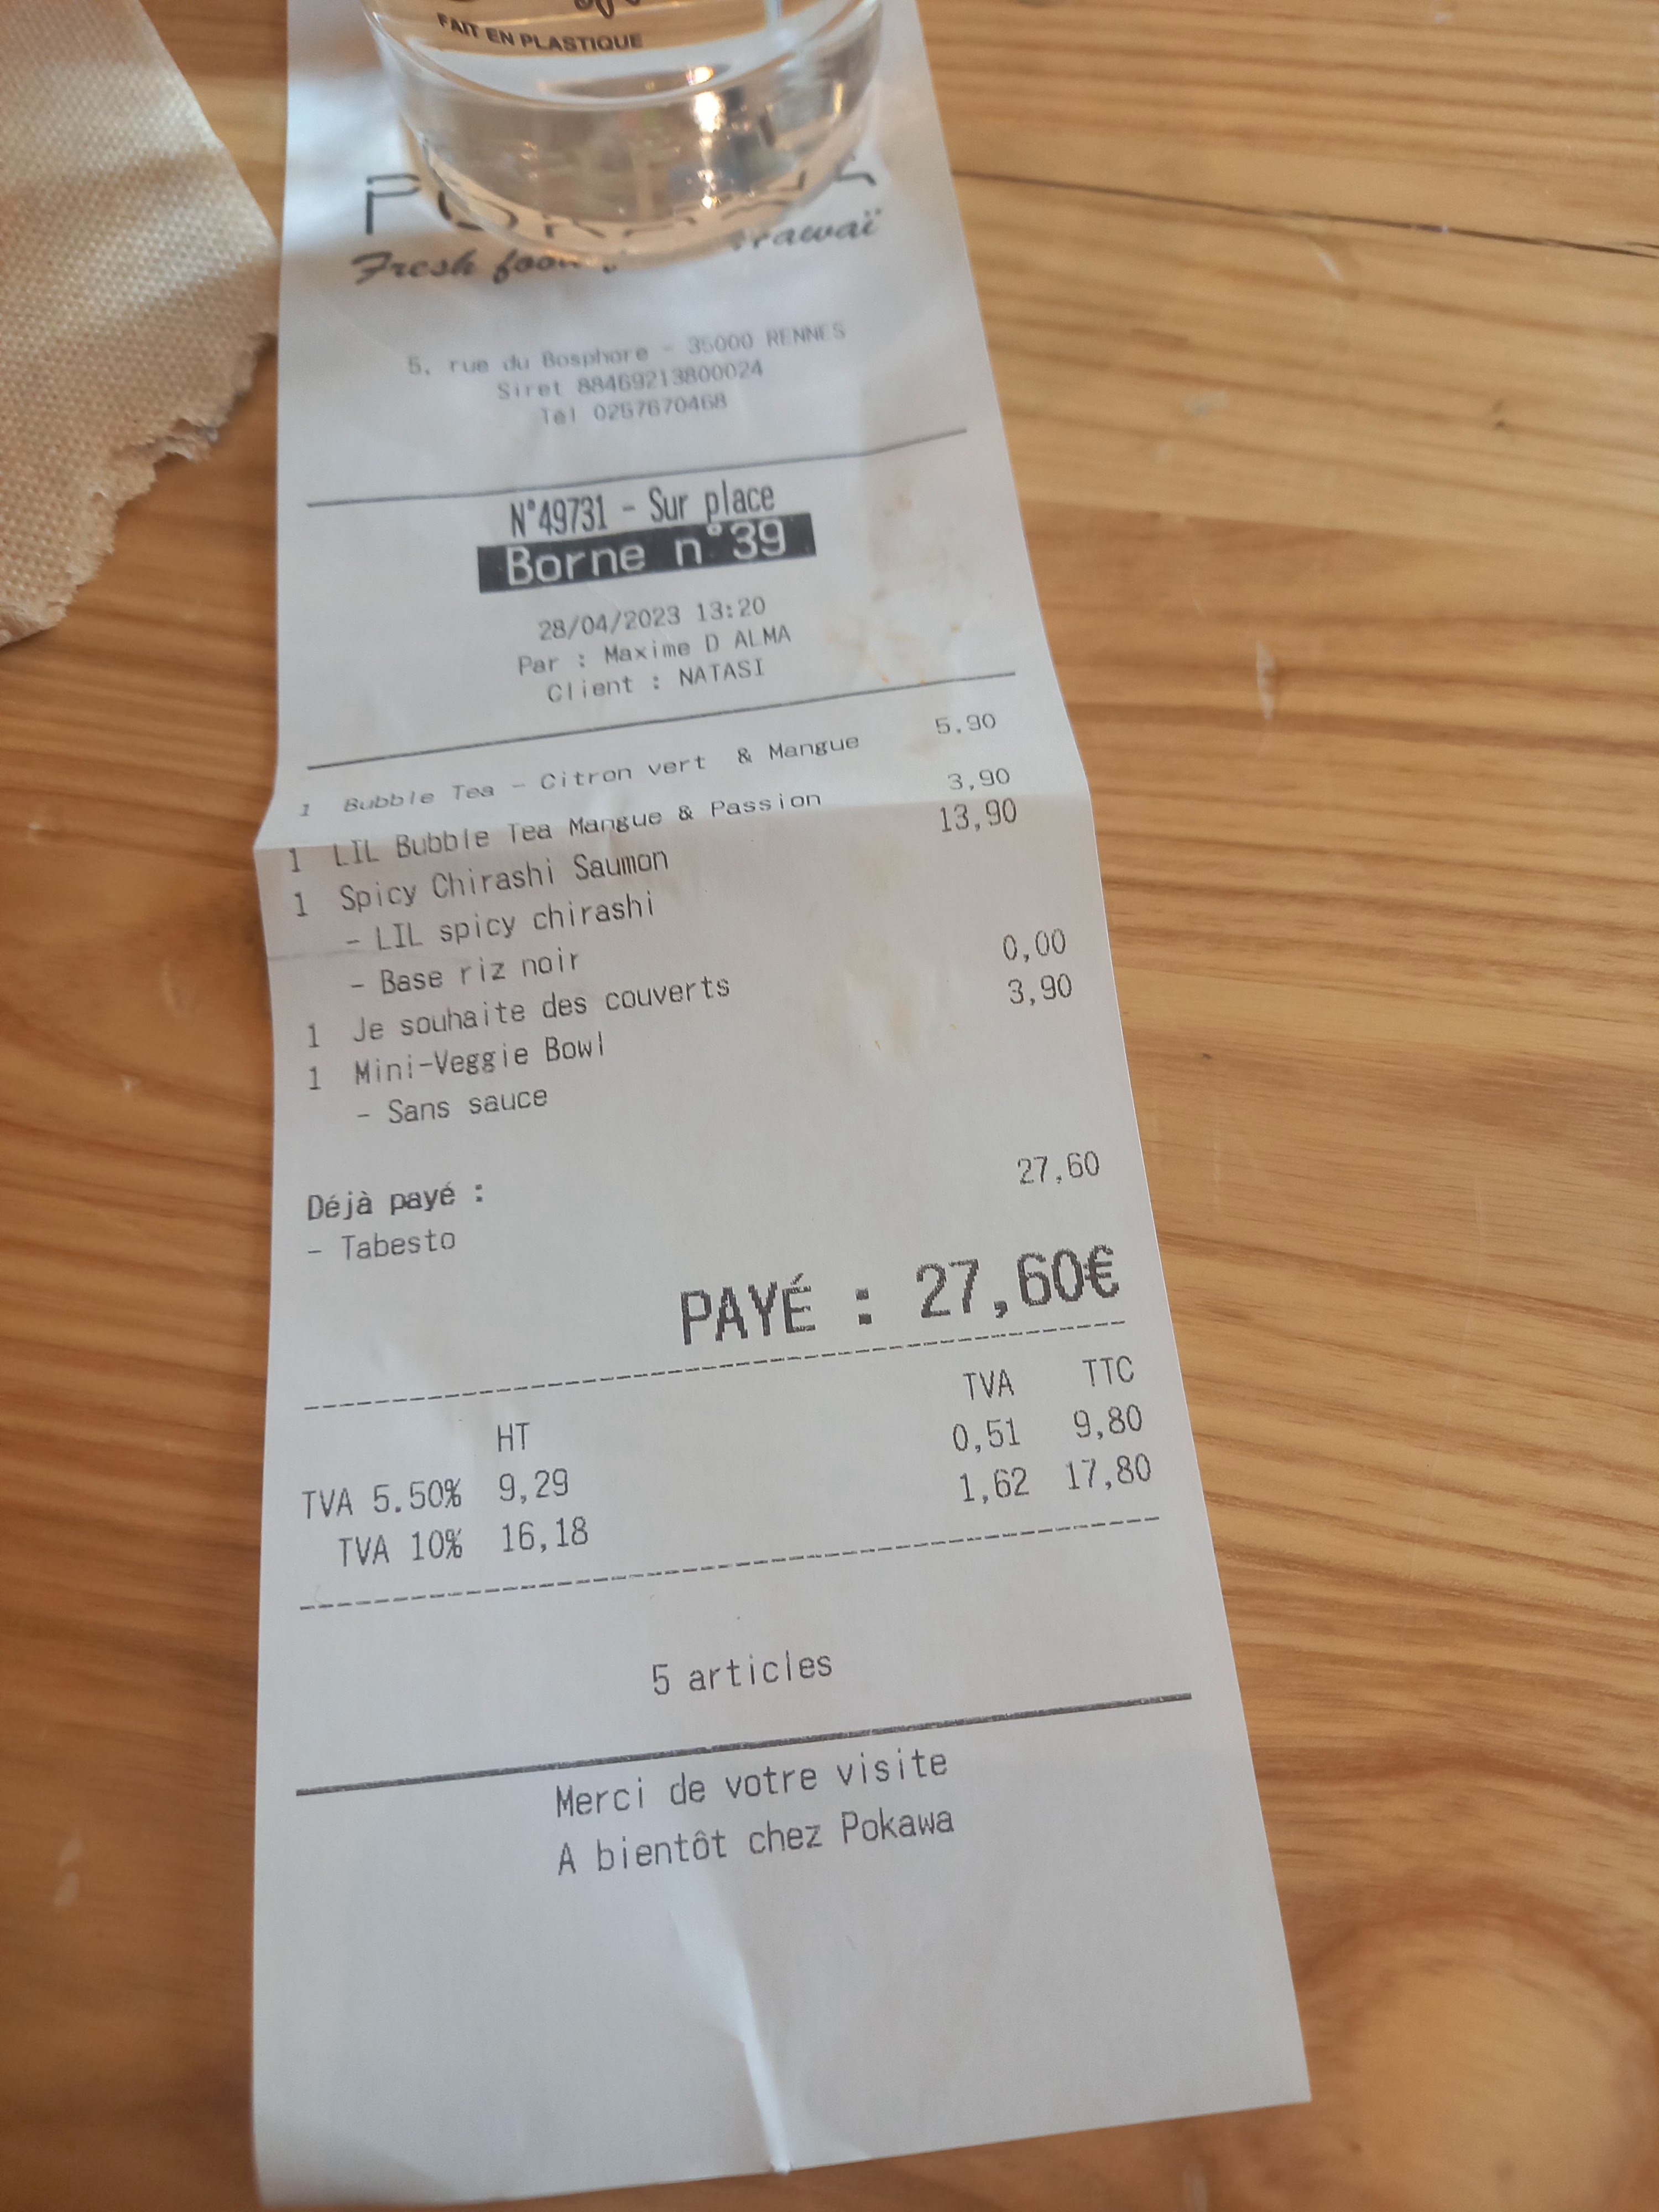 FAIT EN PLASTIQUE
Fresh
5, rue du Bosphore - 35000 RENNES
Siret 88469213800024
Tél 0257670468
N°49731 - Sur place
Borne n°39
28/04/2023 13:20
Par : Maxime D ALMA
Client : NATASI
1 Bubble Tea - Citron vert & Mangue 5,90
1 LIL Bubble Tea Mangue & Passion 3,90
1 Spicy Chirashi Saumon 13,90
- LIL spicy chirashi
- Base riz noir
1 Je souhaite des couverts 0,00
1 Mini-Veggie Bowl 3,90
- Sans sauce
Déjà payé :
- Tabesto 27,60
PAYÉ : 27,60€
HT TVA TTC
TVA 5.50% 9,29 0,51 9,80
TVA 10% 16,18 1,62 17,80
5 articles
Merci de votre visite
A bientôt chez Pokawa